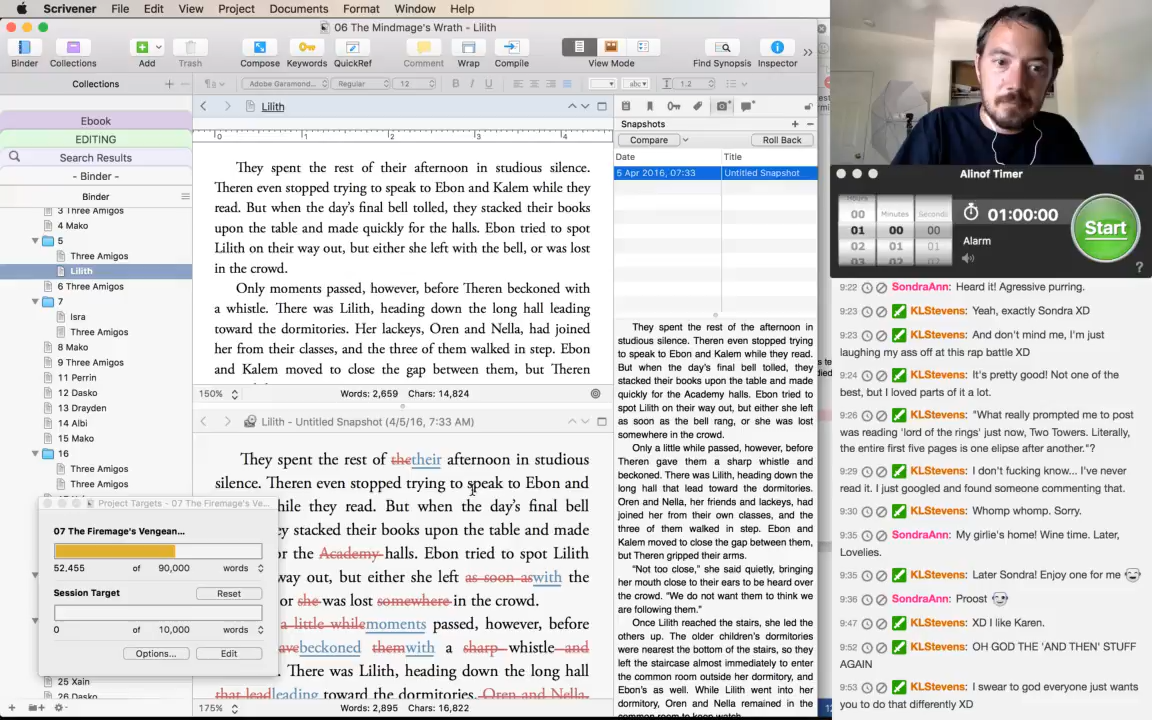 Scrivener File Edit View Project Documents Format Window Help
06 The Mindmage's Wrath - Lilith
Binder Collections Add Trash Compose Keywords QuickRef Comment Wrap Compile View Mode Find Synopsis Inspector
Collections
Adobe Garamond... Regular 12 B I U abc 1.2
Ebook
EDITING
Search Results
- Binder -
Binder
3 Three Amigos
4 Mako
5
Three Amigos
Lilith
6 Three Amigos
7
Isra
Three Amigos
8 Mako
9 Three Amigos
11 Perrin
12 Dasko
13 Drayden
14 Albi
15 Mako
16
Three Amigos
Three Amigos
25 Xain
26 Dasko
Project Targets - 07 The Firemage's Ve...
07 The Firemage's Vengean...
52,455 of 90,000 words
Session Target Reset
0 of 10,000 words
Options... Edit
Lilith
0 1 2 3 4
They spent the rest of their afternoon in studious silence.
Theren even stopped trying to speak to Ebon and Kalem while they
read. But when the day's final bell tolled, they stacked their books
upon the table and made quickly for the halls. Ebon tried to spot
Lilith on their way out, but either she left with the bell, or was lost
in the crowd.
Only moments passed, however, before Theren beckoned with
a whistle. There was Lilith, heading down the long hall leading
toward the dormitories. Her lackeys, Oren and Nella, had joined
her from their classes, and the three of them walked in step. Ebon
and Kalem moved to close the gap between them, but Theren
150% Words: 2,659 Chars: 14,824
Lilith - Untitled Snapshot (4/5/16, 7:33 AM)
They spent the rest of thetheir afternoon in studious
silence. Theren even stopped trying to speak to Ebon and
hile they read. But when the day's final bell
y stacked their books upon the table and made
or the Academy halls. Ebon tried to spot Lilith
way out, but either she left as soon aswith the
or she was lost somewhere in the crowd.
a little whilemoments passed, however, before
avebeckoned themwith a sharp whistle and
There was Lilith, heading down the long hall
that leadleading toward the dormitories. Oren and Nella,
175% Words: 2,895 Chars: 16,822
Snapshots
Compare Roll Back
Date Title
5 Apr 2016, 07:33 Untitled Snapshot
They spent the rest of the afternoon in
studious silence. Theren even stopped trying
to speak to Ebon and Kalem while they read.
But when the day's final bell tolled, they
stacked their books upon the table and made
quickly for the Academy halls. Ebon tried to
spot Lilith on their way out, but either she left
as soon as the bell rang, or she was lost
somewhere in the crowd.
Only a little while passed, however, before
Theren gave them a sharp whistle and
beckoned. There was Lilith, heading down the
long hall that lead toward the dormitories.
Oren and Nella, her friends and lackeys, had
joined her from their own classes, and the
three of them walked in step. Ebon and
Kalem moved to close the gap between them,
but Theren gripped their arms.
"Not too close," she said quietly, bringing
her mouth close to their ears to be heard over
the crowd. "We do not want them to think we
are following them."
Once Lilith reached the stairs, she led the
others up. The older children's dormitories
were nearest the bottom of the stairs, so they
left the staircase almost immediately to enter
the common room outside her dormitory, and
Ebon's as well. While Lilith went into her
dormitory, Oren and Nella remained in the
common room to keep watch.
Alinof Timer
Hours Minutes Seconds
00
01 00 00
02 01 01
03 02 02
01:00:00
Alarm
Start
?
9:22 SondraAnn: Heard it! Agressive purring.
9:23 KLStevens: Yeah, exactly Sondra XD
9:23 KLStevens: And don't mind me, I'm just
laughing my ass off at this rap battle XD
9:24 KLStevens: It's pretty good! Not one of the
best, but I loved parts of it a lot.
9:26 KLStevens: "What really prompted me to post
was reading 'lord of the rings' just now, Two Towers. Literally,
the entire first five pages is one elipse after another."?
9:29 KLStevens: I don't fucking know... I've never
read it. I just googled and found someone commenting that.
9:30 KLStevens: Whomp whomp. Sorry.
9:35 SondraAnn: My girlie's home! Wine time. Later,
Lovelies.
9:35 KLStevens: Later Sondra! Enjoy one for me
9:36 SondraAnn: Proost
9:47 KLStevens: XD I like Karen.
9:52 KLStevens: OH GOD THE 'AND THEN' STUFF
AGAIN
9:53 KLStevens: I swear to god everyone just wants
you to do that differently XD